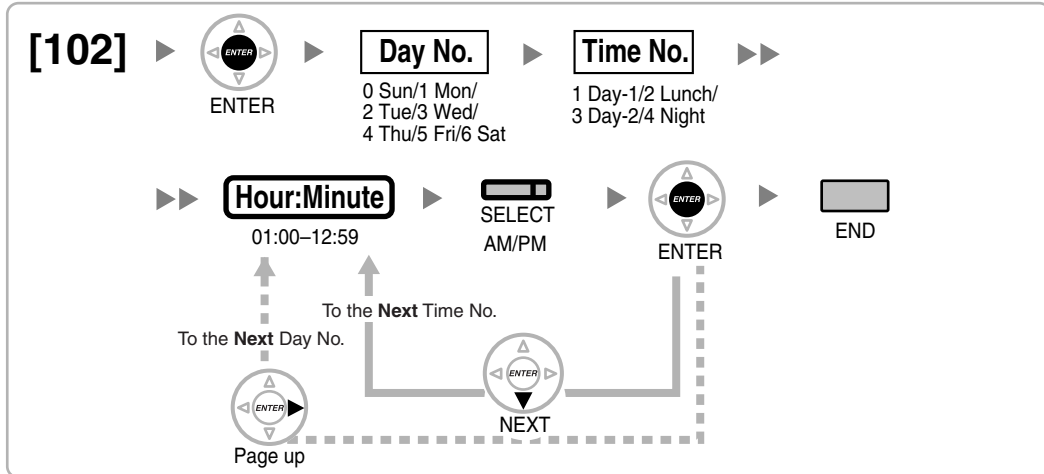 [102]
ENTER
ENTER
Day No.
0 Sun/1 Mon/
2 Tue/3 Wed/
4 Thu/5 Fri/6 Sat
Time No.
1 Day-1/2 Lunch/
3 Day-2/4 Night
Hour:Minute
01:00–12:59
SELECT
AM/PM
ENTER
ENTER
END
To the Next Time No.
To the Next Day No.
ENTER
NEXT
ENTER
Page up